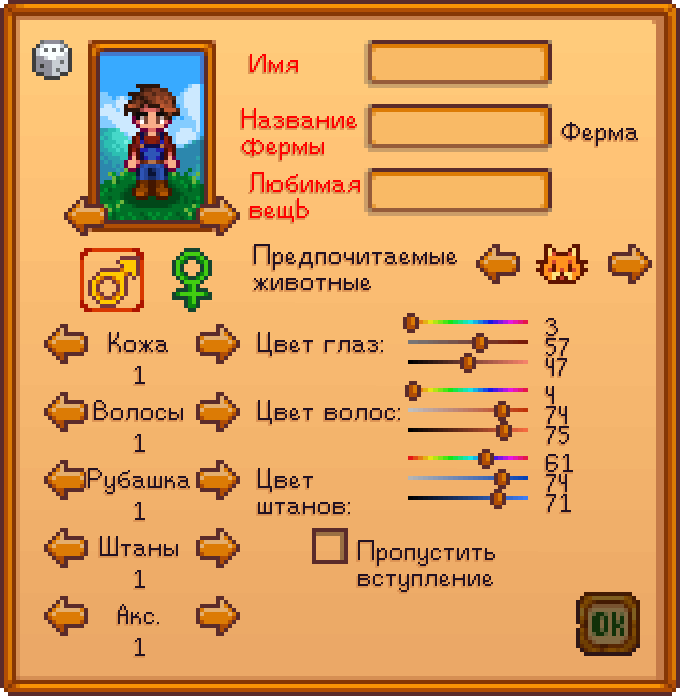 Имя
Название
Фермы
Ферма
Любимая
вещь
Предпочитаемые
животные
Кожа
1
Цвет глаз:
3
57
47
Волосы
1
Цвет волос:
4
74
75
Рубашка
1
Цвет
штанов:
61
74
71
Штаны
1
Пропустить
вступление
Акс.
1
OK